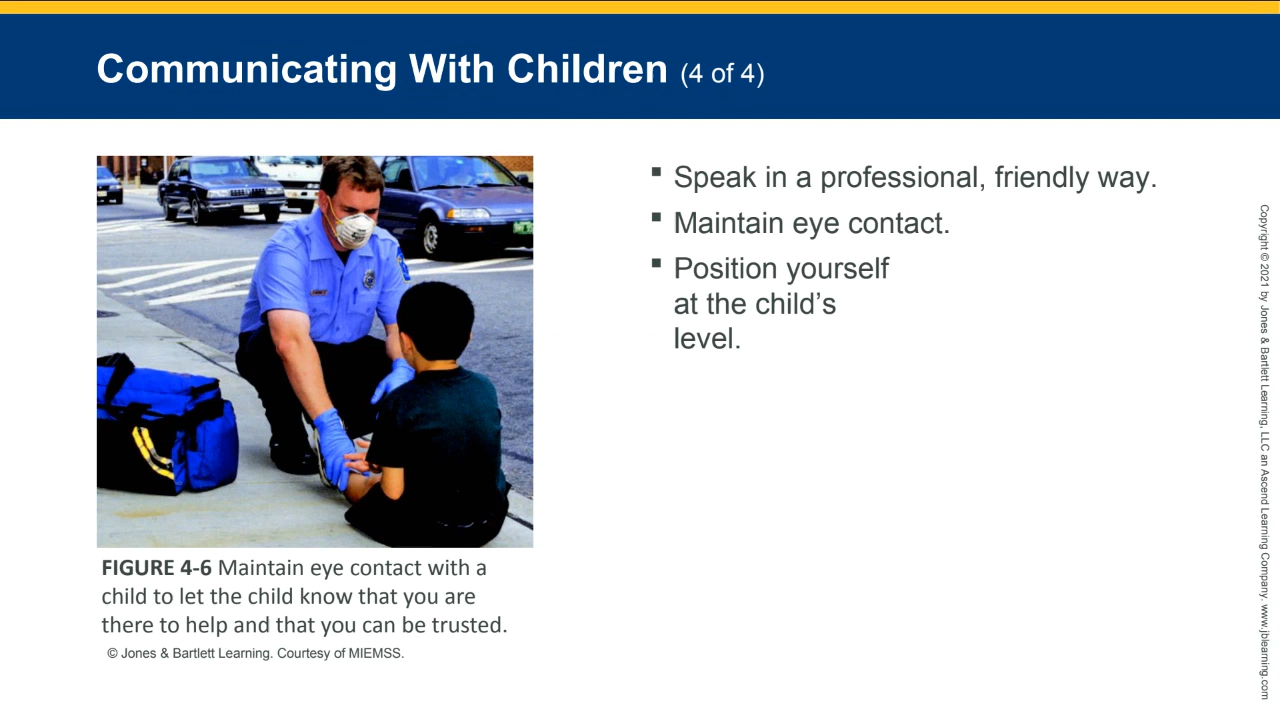 Communicating With Children (4 of 4)
▪ Speak in a professional, friendly way.
▪ Maintain eye contact.
▪ Position yourself
at the child’s
level.
FIGURE 4-6 Maintain eye contact with a
child to let the child know that you are
there to help and that you can be trusted.
© Jones & Bartlett Learning. Courtesy of MIEMSS.
Copyright © 2021 by Jones & Bartlett Learning, LLC an Ascend Learning Company. www.jblearning.com